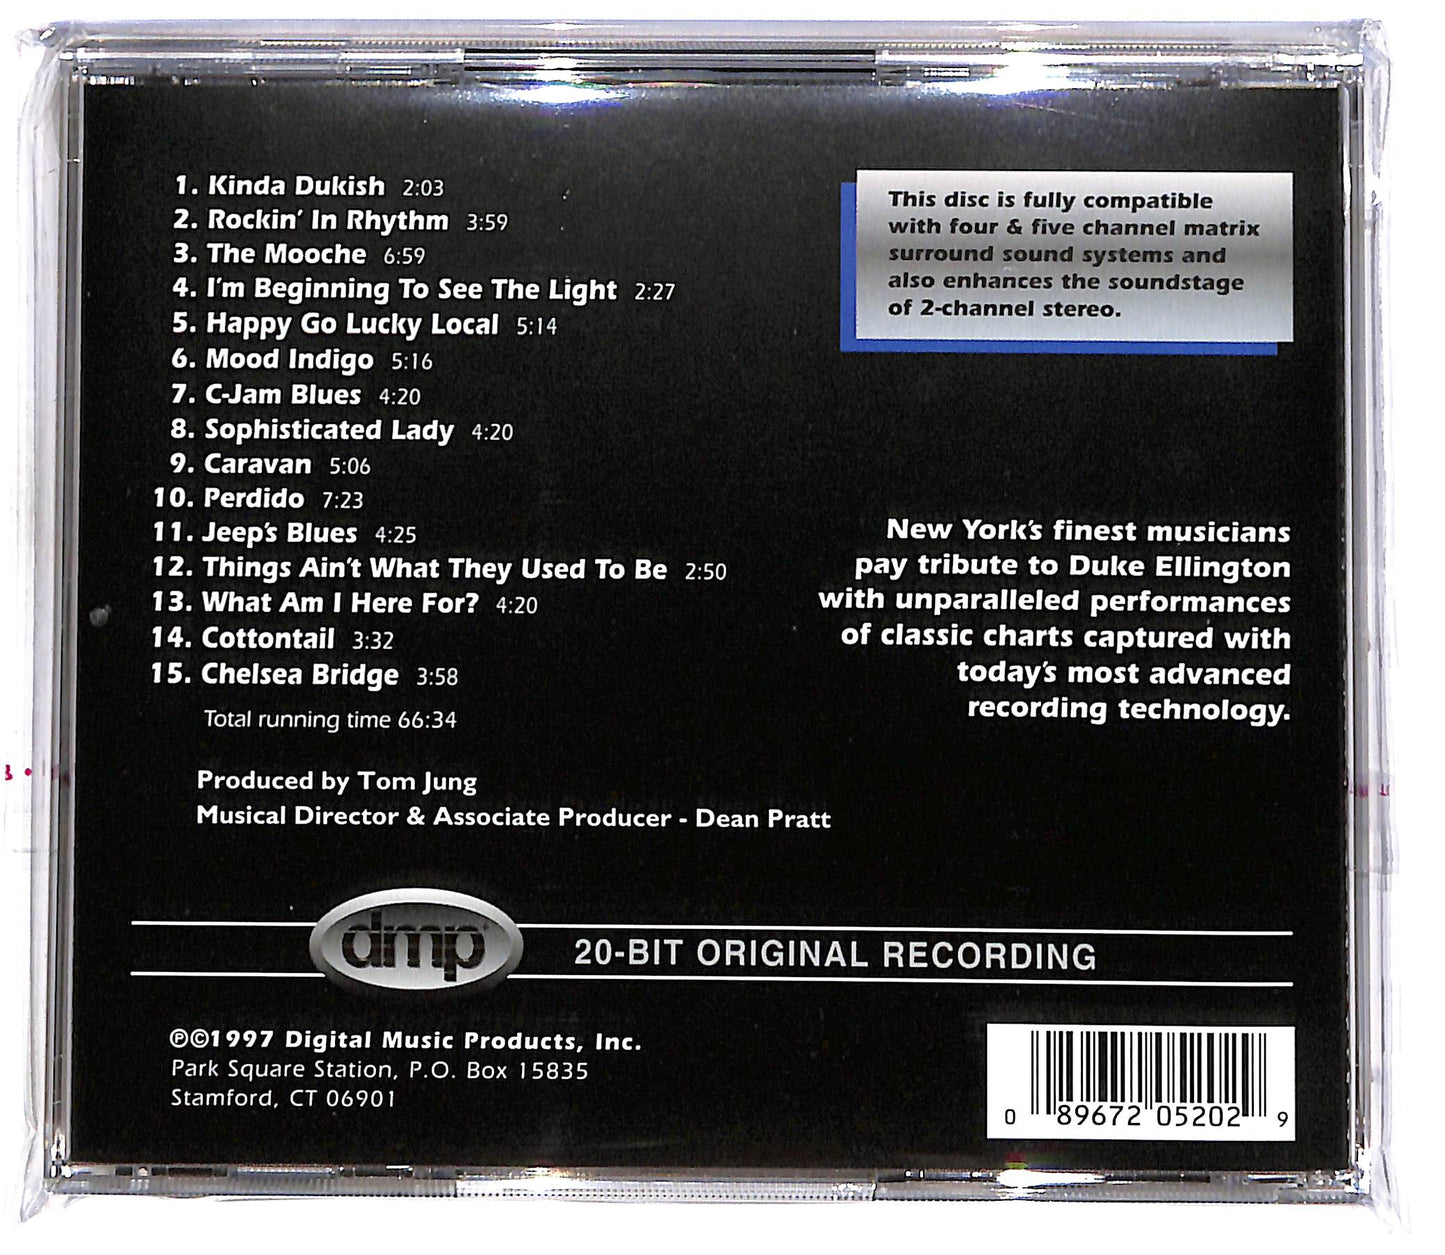 1. Kinda Dukish 2:03
2. Rockin' In Rhythm 3:59
3. The Mooche 6:59
4. I'm Beginning To See The Light 2:27
5. Happy Go Lucky Local 5:14
6. Mood Indigo 5:16
7. C-Jam Blues 4:20
8. Sophisticated Lady 4:20
9. Caravan 5:06
10. Perdido 7:23
11. Jeep's Blues 4:25
12. Things Ain't What They Used To Be 2:50
13. What Am I Here For? 4:20
14. Cottontail 3:32
15. Chelsea Bridge 3:58
Total running time 66:34
Produced by Tom Jung
Musical Director & Associate Producer - Dean Pratt
This disc is fully compatible
with four & five channel matrix
surround sound systems and
also enhances the soundstage
of 2-channel stereo.
New York's finest musicians
pay tribute to Duke Ellington
with unparalleled performances
of classic charts captured with
today's most advanced
recording technology.
dmp
20-BIT ORIGINAL RECORDING
℗©1997 Digital Music Products, Inc.
Park Square Station, P.O. Box 15835
Stamford, CT 06901
0 89672 05202 9